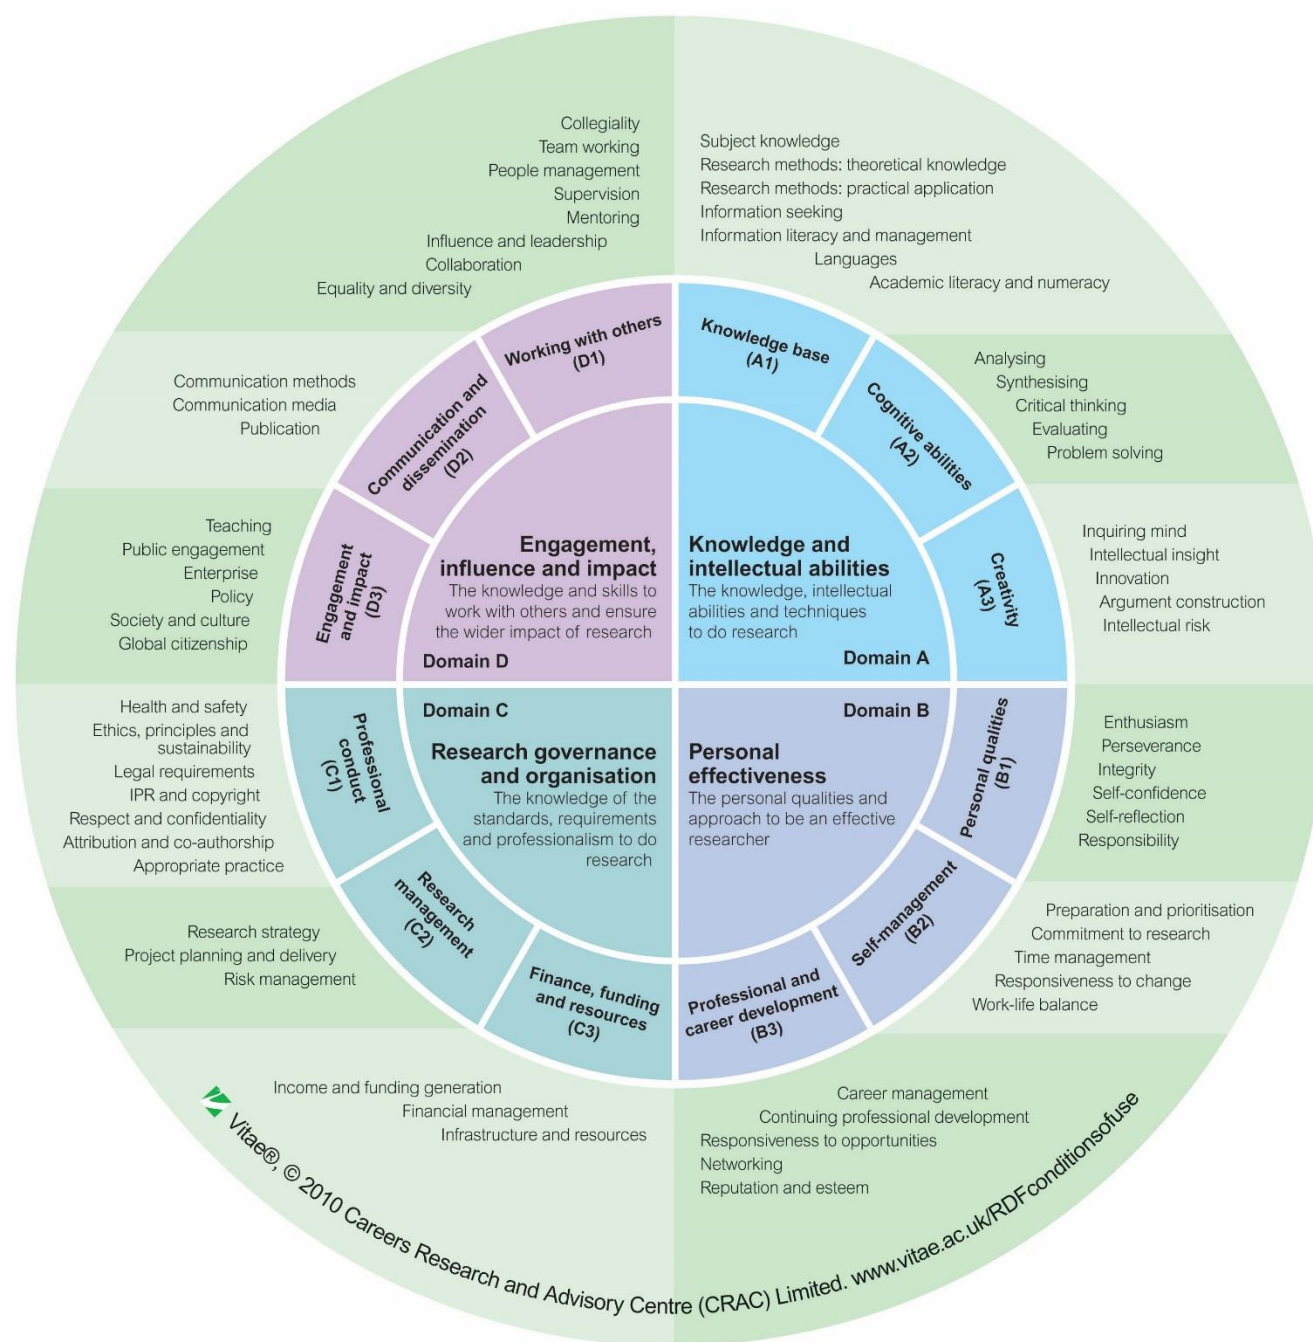 Collegiality
Team working
People management
Supervision
Mentoring
Influence and leadership
Collaboration
Equality and diversity
Subject knowledge
Research methods: theoretical knowledge
Research methods: practical application
Information seeking
Information literacy and management
Languages
Academic literacy and numeracy
Communication methods
Communication media
Publication
Analysing
Synthesising
Critical thinking
Evaluating
Problem solving
Teaching
Public engagement
Enterprise
Policy
Society and culture
Global citizenship
Inquiring mind
Intellectual insight
Innovation
Argument construction
Intellectual risk
Working with others
(D1)
Knowledge base
(A1)
Communication and
dissemination
(D2)
Cognitive abilities
(A2)
Engagement
and impact
(D3)
Creativity
(A3)
Engagement,
influence and impact
The knowledge and skills to
work with others and ensure
the wider impact of research
Domain D
Knowledge and
intellectual abilities
The knowledge, intellectual
abilities and techniques
to do research
Domain A
Domain C
Research governance
and organisation
The knowledge of the
standards, requirements
and professionalism to do
research
Domain B
Personal
effectiveness
The personal qualities and
approach to be an effective
researcher
Professional
conduct
(C1)
Personal qualities
(B1)
Research
management
(C2)
Self-management
(B2)
Finance, funding
and resources
(C3)
Professional and
career development
(B3)
Health and safety
Ethics, principles and
sustainability
Legal requirements
IPR and copyright
Respect and confidentiality
Attribution and co-authorship
Appropriate practice
Enthusiasm
Perseverance
Integrity
Self-confidence
Self-reflection
Responsibility
Research strategy
Project planning and delivery
Risk management
Preparation and prioritisation
Commitment to research
Time management
Responsiveness to change
Work-life balance
Income and funding generation
Financial management
Infrastructure and resources
Career management
Continuing professional development
Responsiveness to opportunities
Networking
Reputation and esteem
Vitae®, © 2010 Careers Research and Advisory Centre (CRAC) Limited. www.vitae.ac.uk/RDFconditionsofuse